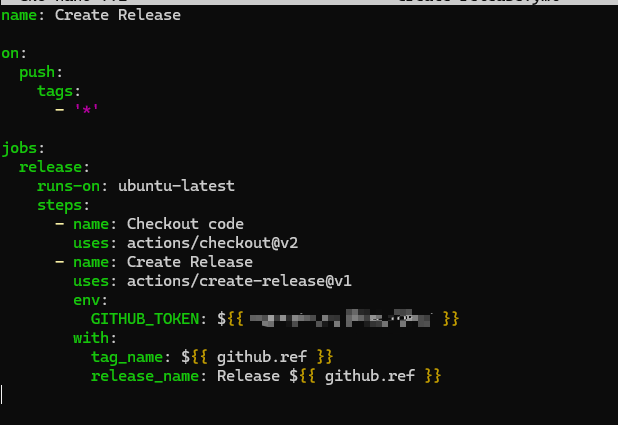 name: Create Release
on:
  push:
    tags:
      - '*'
jobs:
  release:
    runs-on: ubuntu-latest
    steps:
      - name: Checkout code
        uses: actions/checkout@v2
      - name: Create Release
        uses: actions/create-release@v1
        env:
          GITHUB_TOKEN: ${{ }}
        with:
          tag_name: ${{ github.ref }}
          release_name: Release ${{ github.ref }}